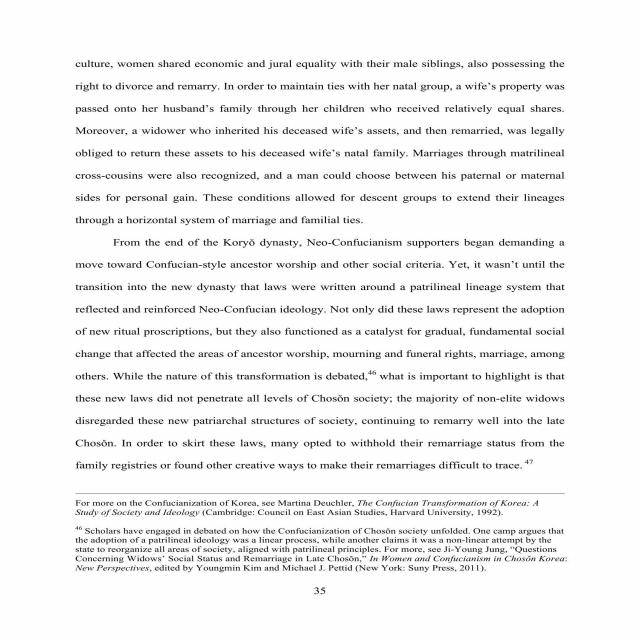 culture, women shared economic and jural equality with their male siblings, also possessing the
right to divorce and remarry. In order to maintain ties with her natal group, a wife's property was
passed onto her husband's family through her children who received relatively equal shares.
Moreover, a widower who inherited his deceased wife's assets, and then remarried, was legally
obliged to return these assets to his deceased wife's natal family. Marriages through matrilineal
cross-cousins were also recognized, and a man could choose between his paternal or maternal
sides for personal gain. These conditions allowed for descent groups to extend their lineages
through a horizontal system of marriage and familial ties.
From the end of the Koryŏ dynasty, Neo-Confucianism supporters began demanding a
move toward Confucian-style ancestor worship and other social criteria. Yet, it wasn't until the
transition into the new dynasty that laws were written around a patrilineal lineage system that
reflected and reinforced Neo-Confucian ideology. Not only did these laws represent the adoption
of new ritual proscriptions, but they also functioned as a catalyst for gradual, fundamental social
change that affected the areas of ancestor worship, mourning and funeral rights, marriage, among
others. While the nature of this transformation is debated,46 what is important to highlight is that
these new laws did not penetrate all levels of Chosŏn society; the majority of non-elite widows
disregarded these new patriarchal structures of society, continuing to remarry well into the late
Chosŏn. In order to skirt these laws, many opted to withhold their remarriage status from the
family registries or found other creative ways to make their remarriages difficult to trace. 47
For more on the Confucianization of Korea, see Martina Deuchler, The Confucian Transformation of Korea: A
Study of Society and Ideology (Cambridge: Council on East Asian Studies, Harvard University, 1992).
46 Scholars have engaged in debated on how the Confucianization of Chosŏn society unfolded. One camp argues that
the adoption of a patrilineal ideology was a linear process, while another claims it was a non-linear attempt by the
state to reorganize all areas of society, aligned with patrilineal principles. For more, see Ji-Young Jung, "Questions
Concerning Widows' Social Status and Remarriage in Late Chosŏn," In Women and Confucianism in Chosŏn Korea:
New Perspectives, edited by Youngmin Kim and Michael J. Pettid (New York: Suny Press, 2011).
35